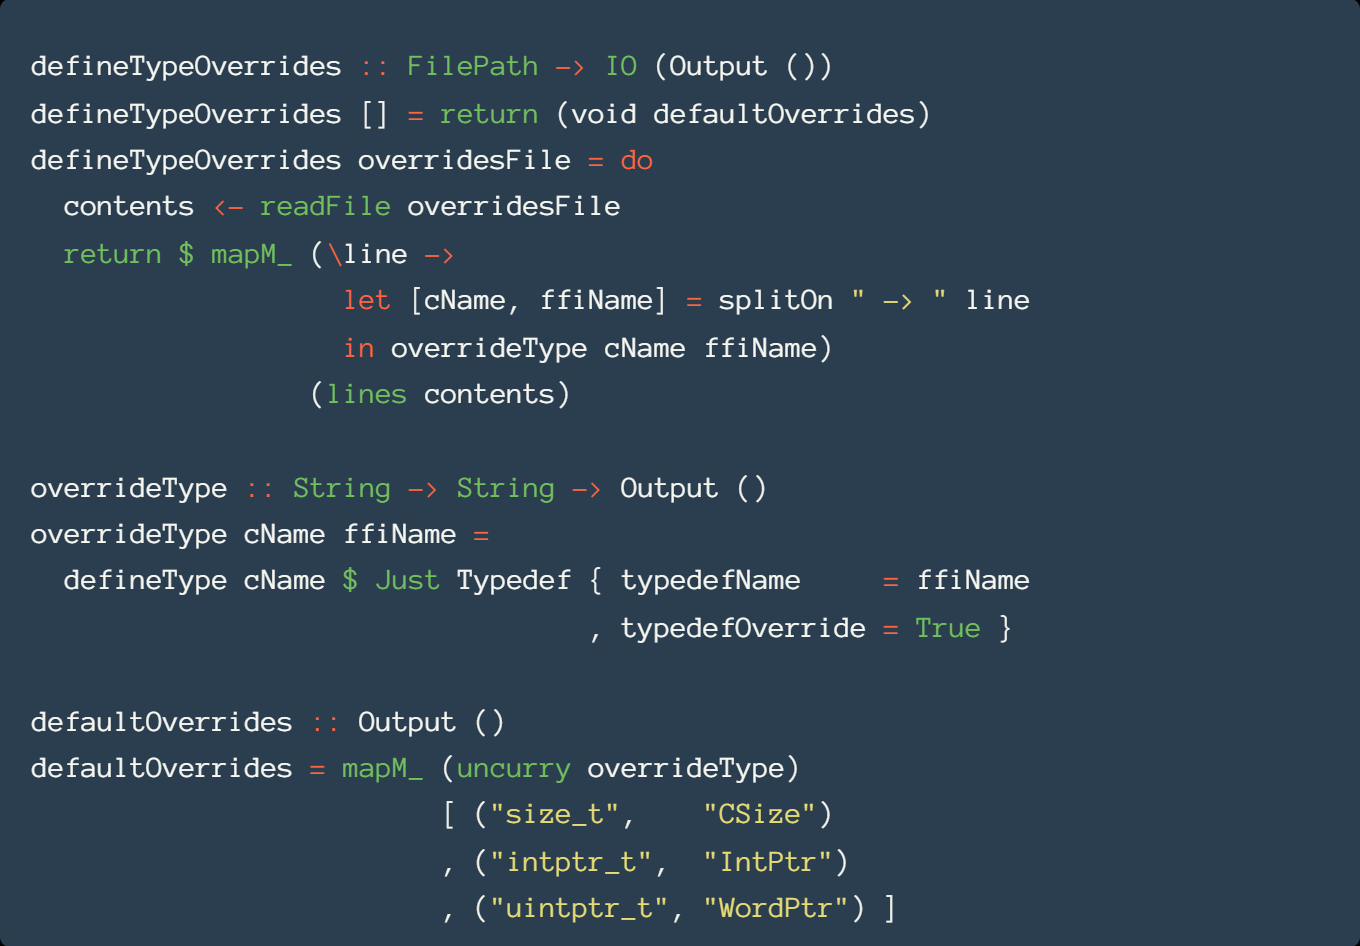 defineTypeOverrides :: FilePath -> IO (Output ())
defineTypeOverrides [] = return (void defaultOverrides)
defineTypeOverrides overridesFile = do
  contents <- readFile overridesFile
  return $ mapM_ (\line ->
                   let [cName, ffiName] = splitOn " -> " line
                   in overrideType cName ffiName)
                 (lines contents)

overrideType :: String -> String -> Output ()
overrideType cName ffiName =
  defineType cName $ Just Typedef { typedefName     = ffiName
                                  , typedefOverride = True }

defaultOverrides :: Output ()
defaultOverrides = mapM_ (uncurry overrideType)
                         [ ("size_t",    "CSize")
                         , ("intptr_t",  "IntPtr")
                         , ("uintptr_t", "WordPtr") ]